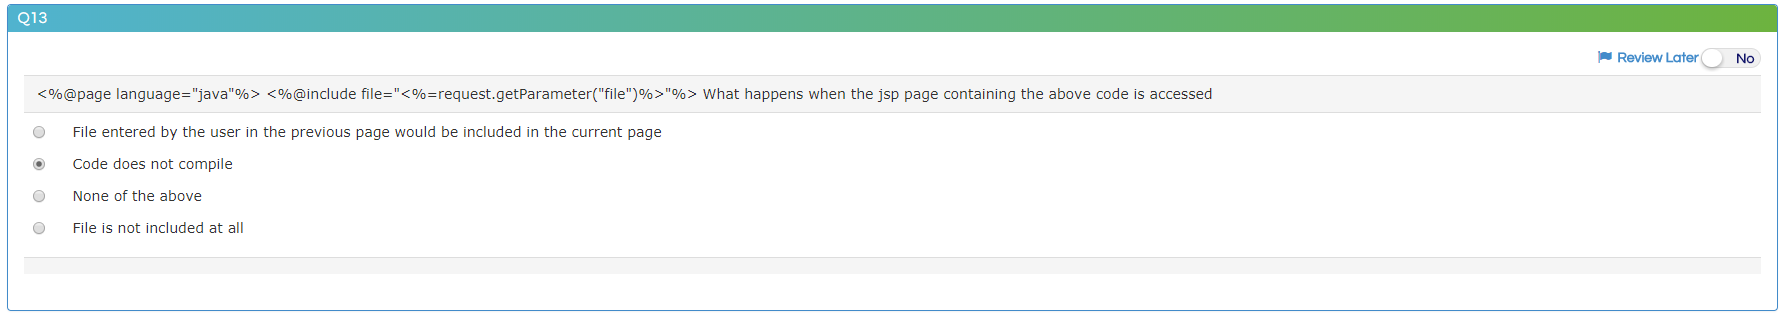 Q13
Review Later No
<%@page language="java"%> <%@include file="<%=request.getParameter("file")%>"%> What happens when the jsp page containing the above code is accessed
File entered by the user in the previous page would be included in the current page
Code does not compile
None of the above
File is not included at all